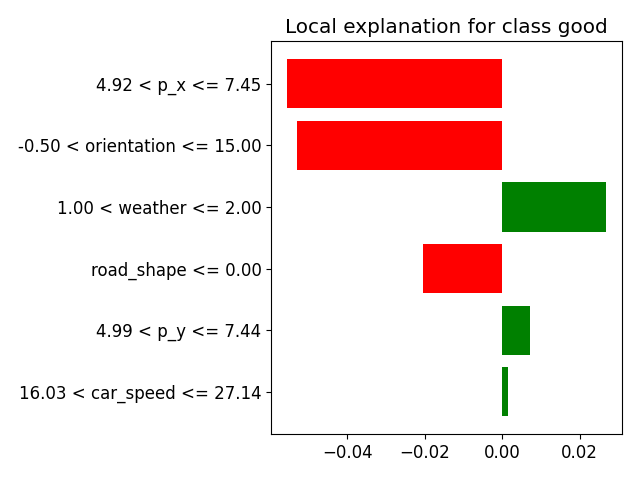 Local explanation for class good
4.92 < p_x <= 7.45
-0.50 < orientation <= 15.00
1.00 < weather <= 2.00
road_shape <= 0.00
4.99 < p_y <= 7.44
16.03 < car_speed <= 27.14
−0.04 −0.02 0.00 0.02